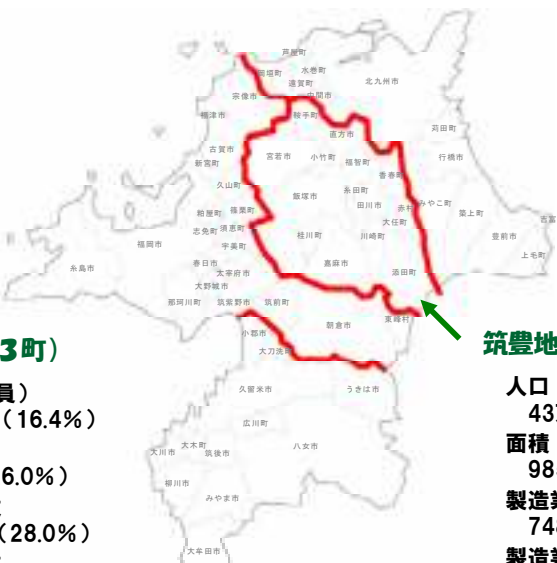 芦屋町
水巻町
岡垣町
遠賀町
北九州市
宗像市
中間市
鞍手町
福津市
直方市
苅田町
古賀市
宮若市
小竹町
福智町
行橋市
新宮町
香春町
久山町
飯塚市
糸田町
みやこ町
田川市
赤村
築上町
粕屋町
篠栗町
大任町
志免町
須恵町
桂川町
川崎町
豊前市
福岡市
宇美町
上毛町
春日市
嘉麻市
糸島市
太宰府市
添田町
大野城市
那珂川町
筑紫野市
筑前町
東峰村
朝倉市
小郡市
大刀洗町
久留米市
うきは市
広川町
大木町
八女市
大川市
筑後市
柳川市
みやま市
大牟田市
3町）
員）
（16.4％）
6.0％）
（28.0％）
筑豊地
人口
43
面積
98
製造業
748
製造業